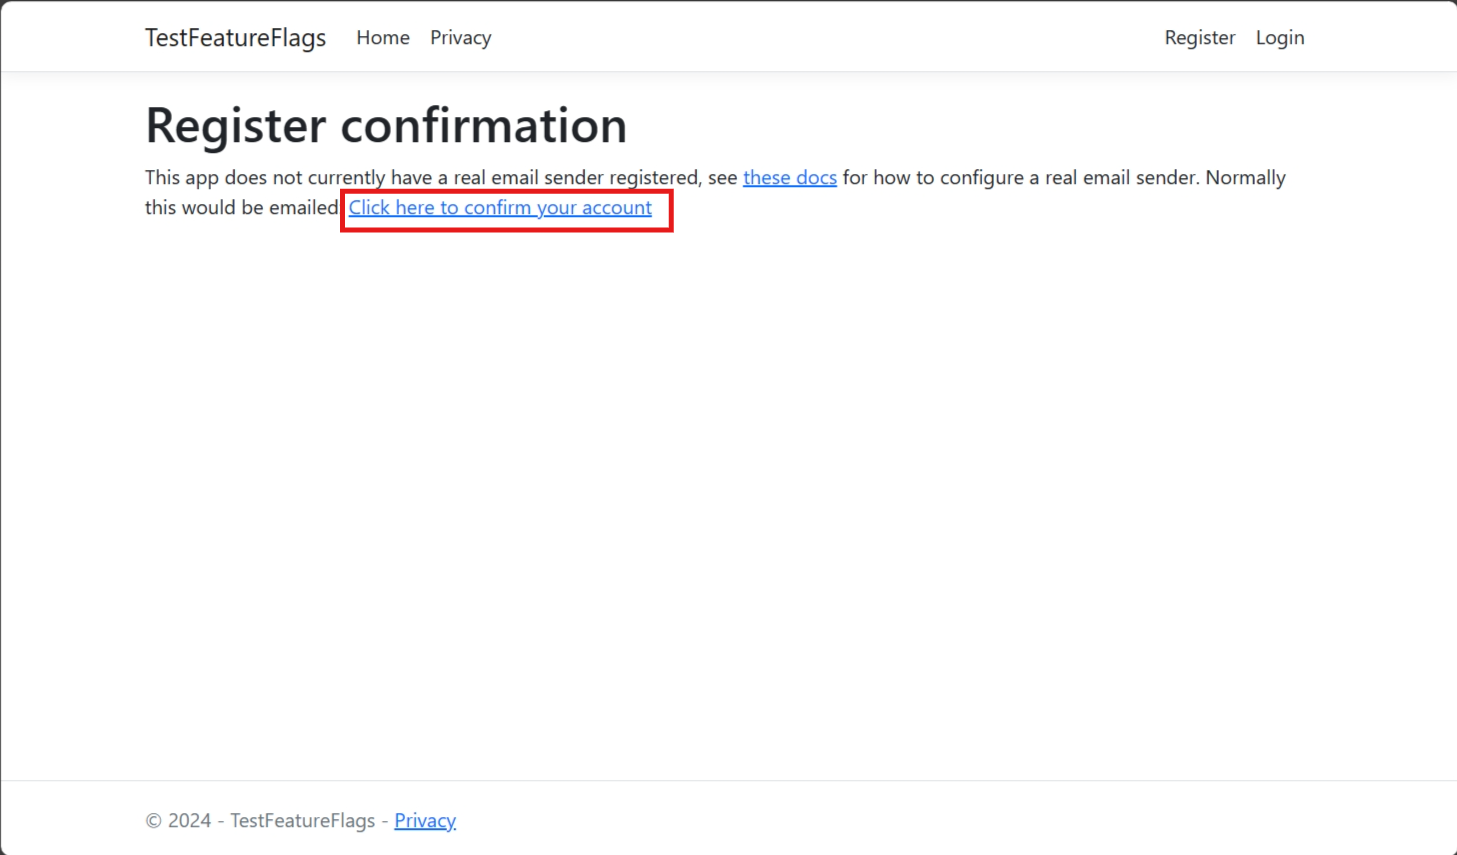 TestFeatureFlags Home Privacy Register Login
Register confirmation
This app does not currently have a real email sender registered, see these docs for how to configure a real email sender. Normally
this would be emailed Click here to confirm your account
© 2024 - TestFeatureFlags - Privacy